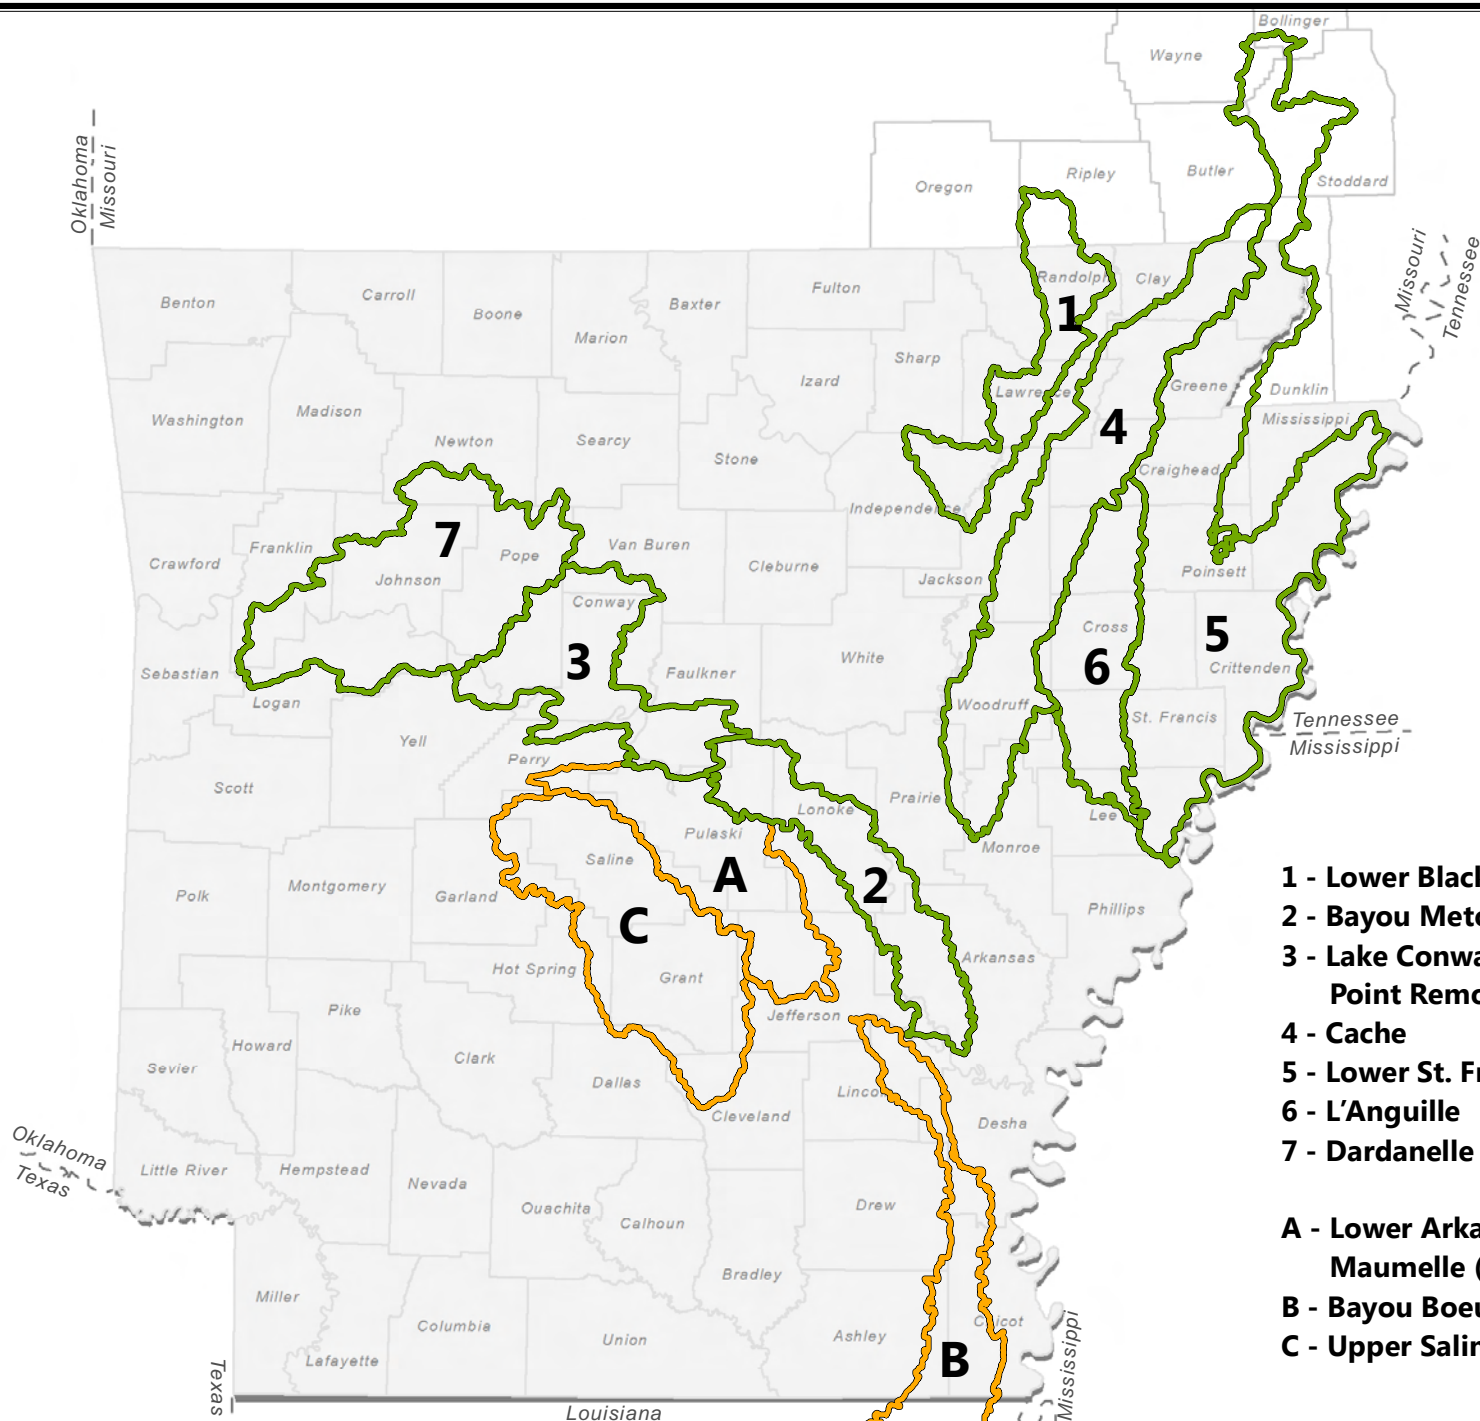 Bollinger
Wayne
Oklahoma
Missouri
Oregon
Ripley
Butler
Stoddard
Missouri
Tennessee
Benton
Carroll
Boone
Marion
Baxter
Fulton
Randolph
Clay
1
Sharp
Izard
Lawrence
Greene
Dunklin
Washington
Madison
Newton
Searcy
Stone
4
Mississippi
Craighead
Independence
7
Franklin
Pope
Van Buren
Crawford
Johnson
Cleburne
Jackson
Poinsett
Conway
Cross
5
3
6
Crittenden
Sebastian
Faulkner
White
Logan
Woodruff
St. Francis
Tennessee
Mississippi
Yell
Perry
Scott
Lonoke
Prairie
Lee
Pulaski
Monroe
Saline
A
2
Polk
Montgomery
Garland
Phillips
C
Hot Spring
Grant
Arkansas
Pike
Jefferson
Howard
Clark
Sevier
Dallas
Lincol
Cleveland
Desha
Oklahoma
Texas
Little River
Hempstead
Nevada
Ouachita
Calhoun
Drew
Bradley
Miller
Columbia
Union
Ashley
Chicot
Lafayette
B
Texas
Louisiana
Mississippi
1 - Lower Blac
2 - Bayou Met
3 - Lake Conw
Point Rem
4 - Cache
5 - Lower St. F
6 - L’Anguille
7 - Dardanelle
A - Lower Arka
Maumelle (
B - Bayou Boeu
C - Upper Salin